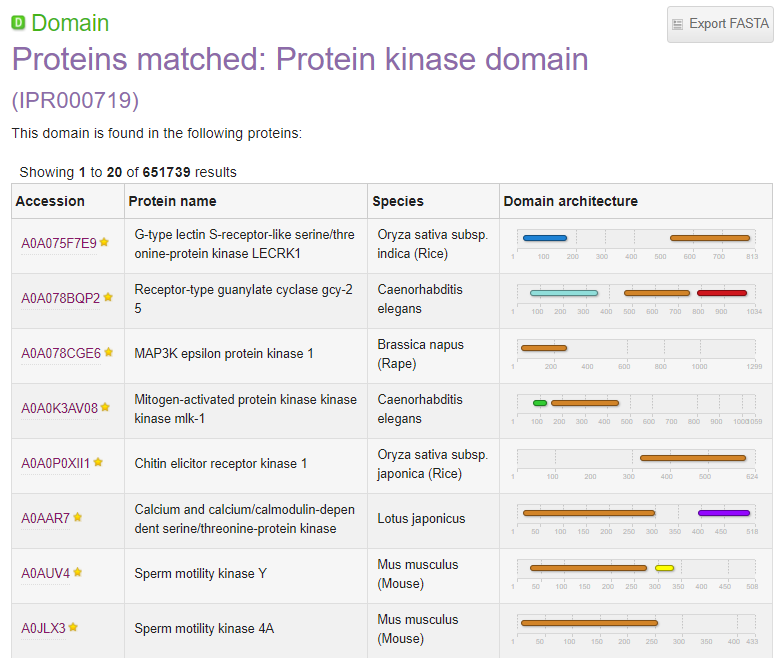 D Domain
Export FASTA
Proteins matched: Protein kinase domain
(IPR000719)
This domain is found in the following proteins:
Showing 1 to 20 of 651739 results
Accession Protein name Species Domain architecture
A0A075F7E9 G-type lectin S-receptor-like serine/thre
onine-protein kinase LECRK1 Oryza sativa subsp.
indica (Rice)
1 100 200 300 400 500 600 700 813
A0A078BQP2 Receptor-type guanylate cyclase gcy-2
5 Caenorhabditis
elegans
1 100 200 300 400 500 600 700 800 900 1034
A0A078CGE6 MAP3K epsilon protein kinase 1 Brassica napus
(Rape)
1 200 400 600 800 1000 1299
A0A0K3AV08 Mitogen-activated protein kinase kinase
kinase mlk-1 Caenorhabditis
elegans
1 100 200 300 400 500 600 700 800 900 1000 1059
A0A0P0XII1 Chitin elicitor receptor kinase 1 Oryza sativa subsp.
japonica (Rice)
1 100 200 300 400 500 624
A0AAR7 Calcium and calcium/calmodulin-depen
dent serine/threonine-protein kinase Lotus japonicus
1 50 100 150 200 250 300 350 400 450 518
A0AUV4 Sperm motility kinase Y Mus musculus
(Mouse)
1 50 100 150 200 250 300 350 400 450 508
A0JLX3 Sperm motility kinase 4A Mus musculus
(Mouse)
1 50 100 150 200 250 300 350 400 433